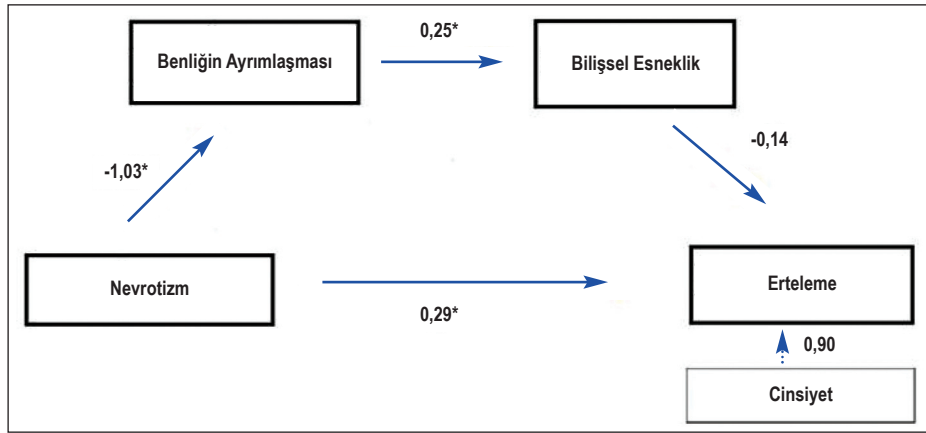 0,25*
Benliğin Ayrımlaşması
Bilişsel Esneklik
-1,03*
-0,14
Nevrotizm
Erteleme
0,29*
0,90
Cinsiyet